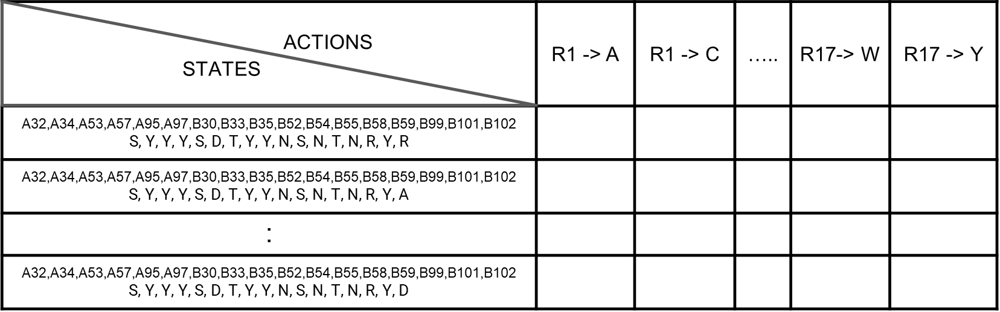 ACTIONS
STATES
R1 -> A
R1 -> C
.....
R17-> W
R17 -> Y
A32,A34,A53,A57,A95,A97,B30,B33,B35,B52,B54,B55,B58,B59,B99,B101,B102
S, Y, Y, Y, S, D, T, Y, Y, N, S, N, T, N, R, Y, R
A32,A34,A53,A57,A95,A97,B30,B33,B35,B52,B54,B55,B58,B59,B99,B101,B102
S, Y, Y, Y, S, D, T, Y, Y, N, S, N, T, N, R, Y, A
:
A32,A34,A53,A57,A95,A97,B30,B33,B35,B52,B54,B55,B58,B59,B99,B101,B102
S, Y, Y, Y, S, D, T, Y, Y, N, S, N, T, N, R, Y, D